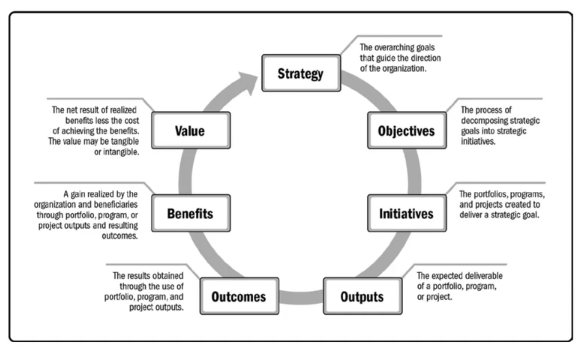 Strategy
The overarching goals
that guide the direction
of the organization.
Objectives
The process of
decomposing strategic
goals into strategic
initiatives.
Initiatives
The portfolios, programs,
and projects created to
deliver a strategic goal.
Outputs
The expected deliverable
of a portfolio, program,
or project.
Outcomes
The results obtained
through the use of
portfolio, program, and
project outputs.
Benefits
A gain realized by the
organization and beneficiaries
through portfolio, program, or
project outputs and resulting
outcomes.
Value
The net result of realized
benefits less the cost
of achieving the benefits.
The value may be tangible
or intangible.